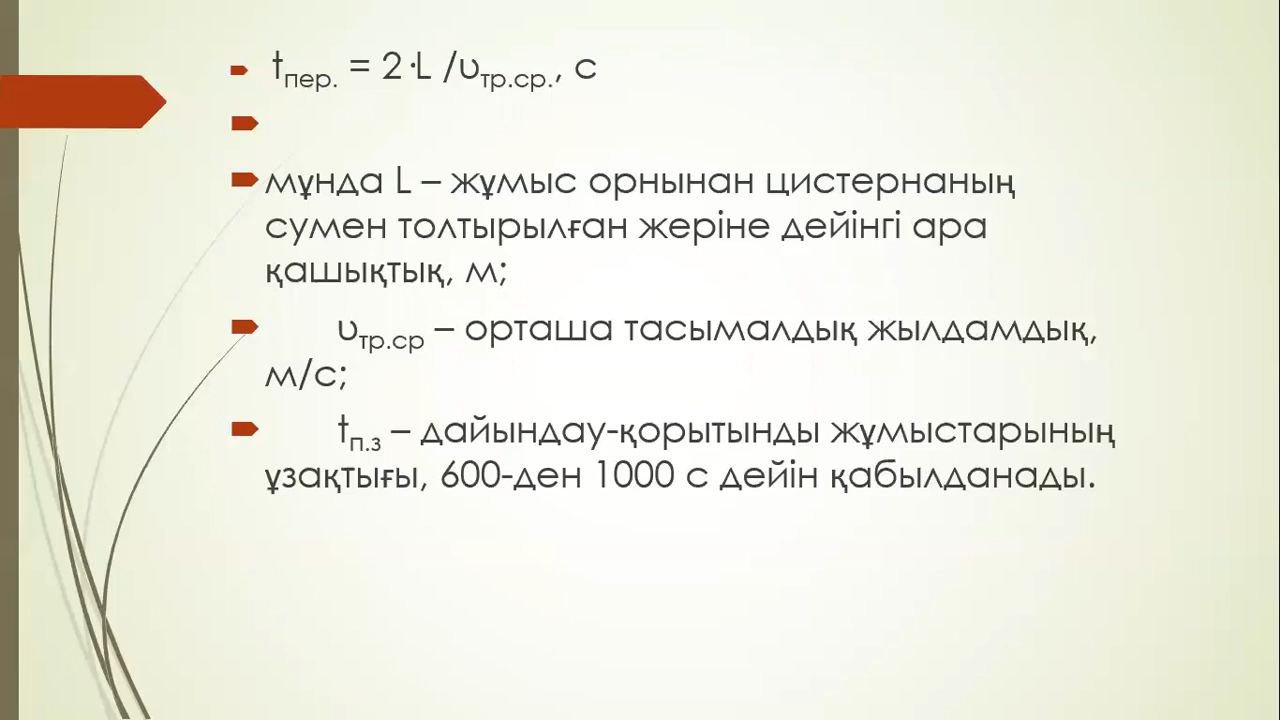 tпер. = 2·L /υтр.ср., с
мұнда L – жұмыс орнынан цистернаның
сумен толтырылған жеріне дейінгі ара
қашықтық, м;
υтр.ср – орташа тасымалдық жылдамдық,
м/с;
tп.з – дайындау-қорытынды жұмыстарының
ұзақтығы, 600-ден 1000 с дейін қабылданады.